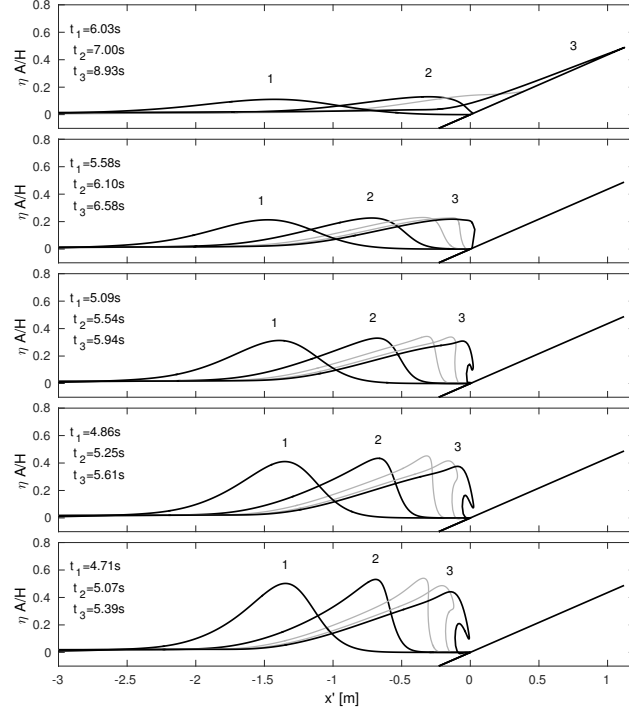 0.8
0.6
0.4
0.2
0
η A/H
t1=6.03s
t2=7.00s
t3=8.93s
1
2
3
0.8
0.6
0.4
0.2
0
η A/H
t1=5.58s
t2=6.10s
t3=6.58s
1
2
3
0.8
0.6
0.4
0.2
0
η A/H
t1=5.09s
t2=5.54s
t3=5.94s
1
2
3
0.8
0.6
0.4
0.2
0
η A/H
t1=4.86s
t2=5.25s
t3=5.61s
1
2
3
0.8
0.6
0.4
0.2
0
η A/H
t1=4.71s
t2=5.07s
t3=5.39s
1
2
3
-3 -2.5 -2 -1.5 -1 -0.5 0 0.5 1
x' [m]